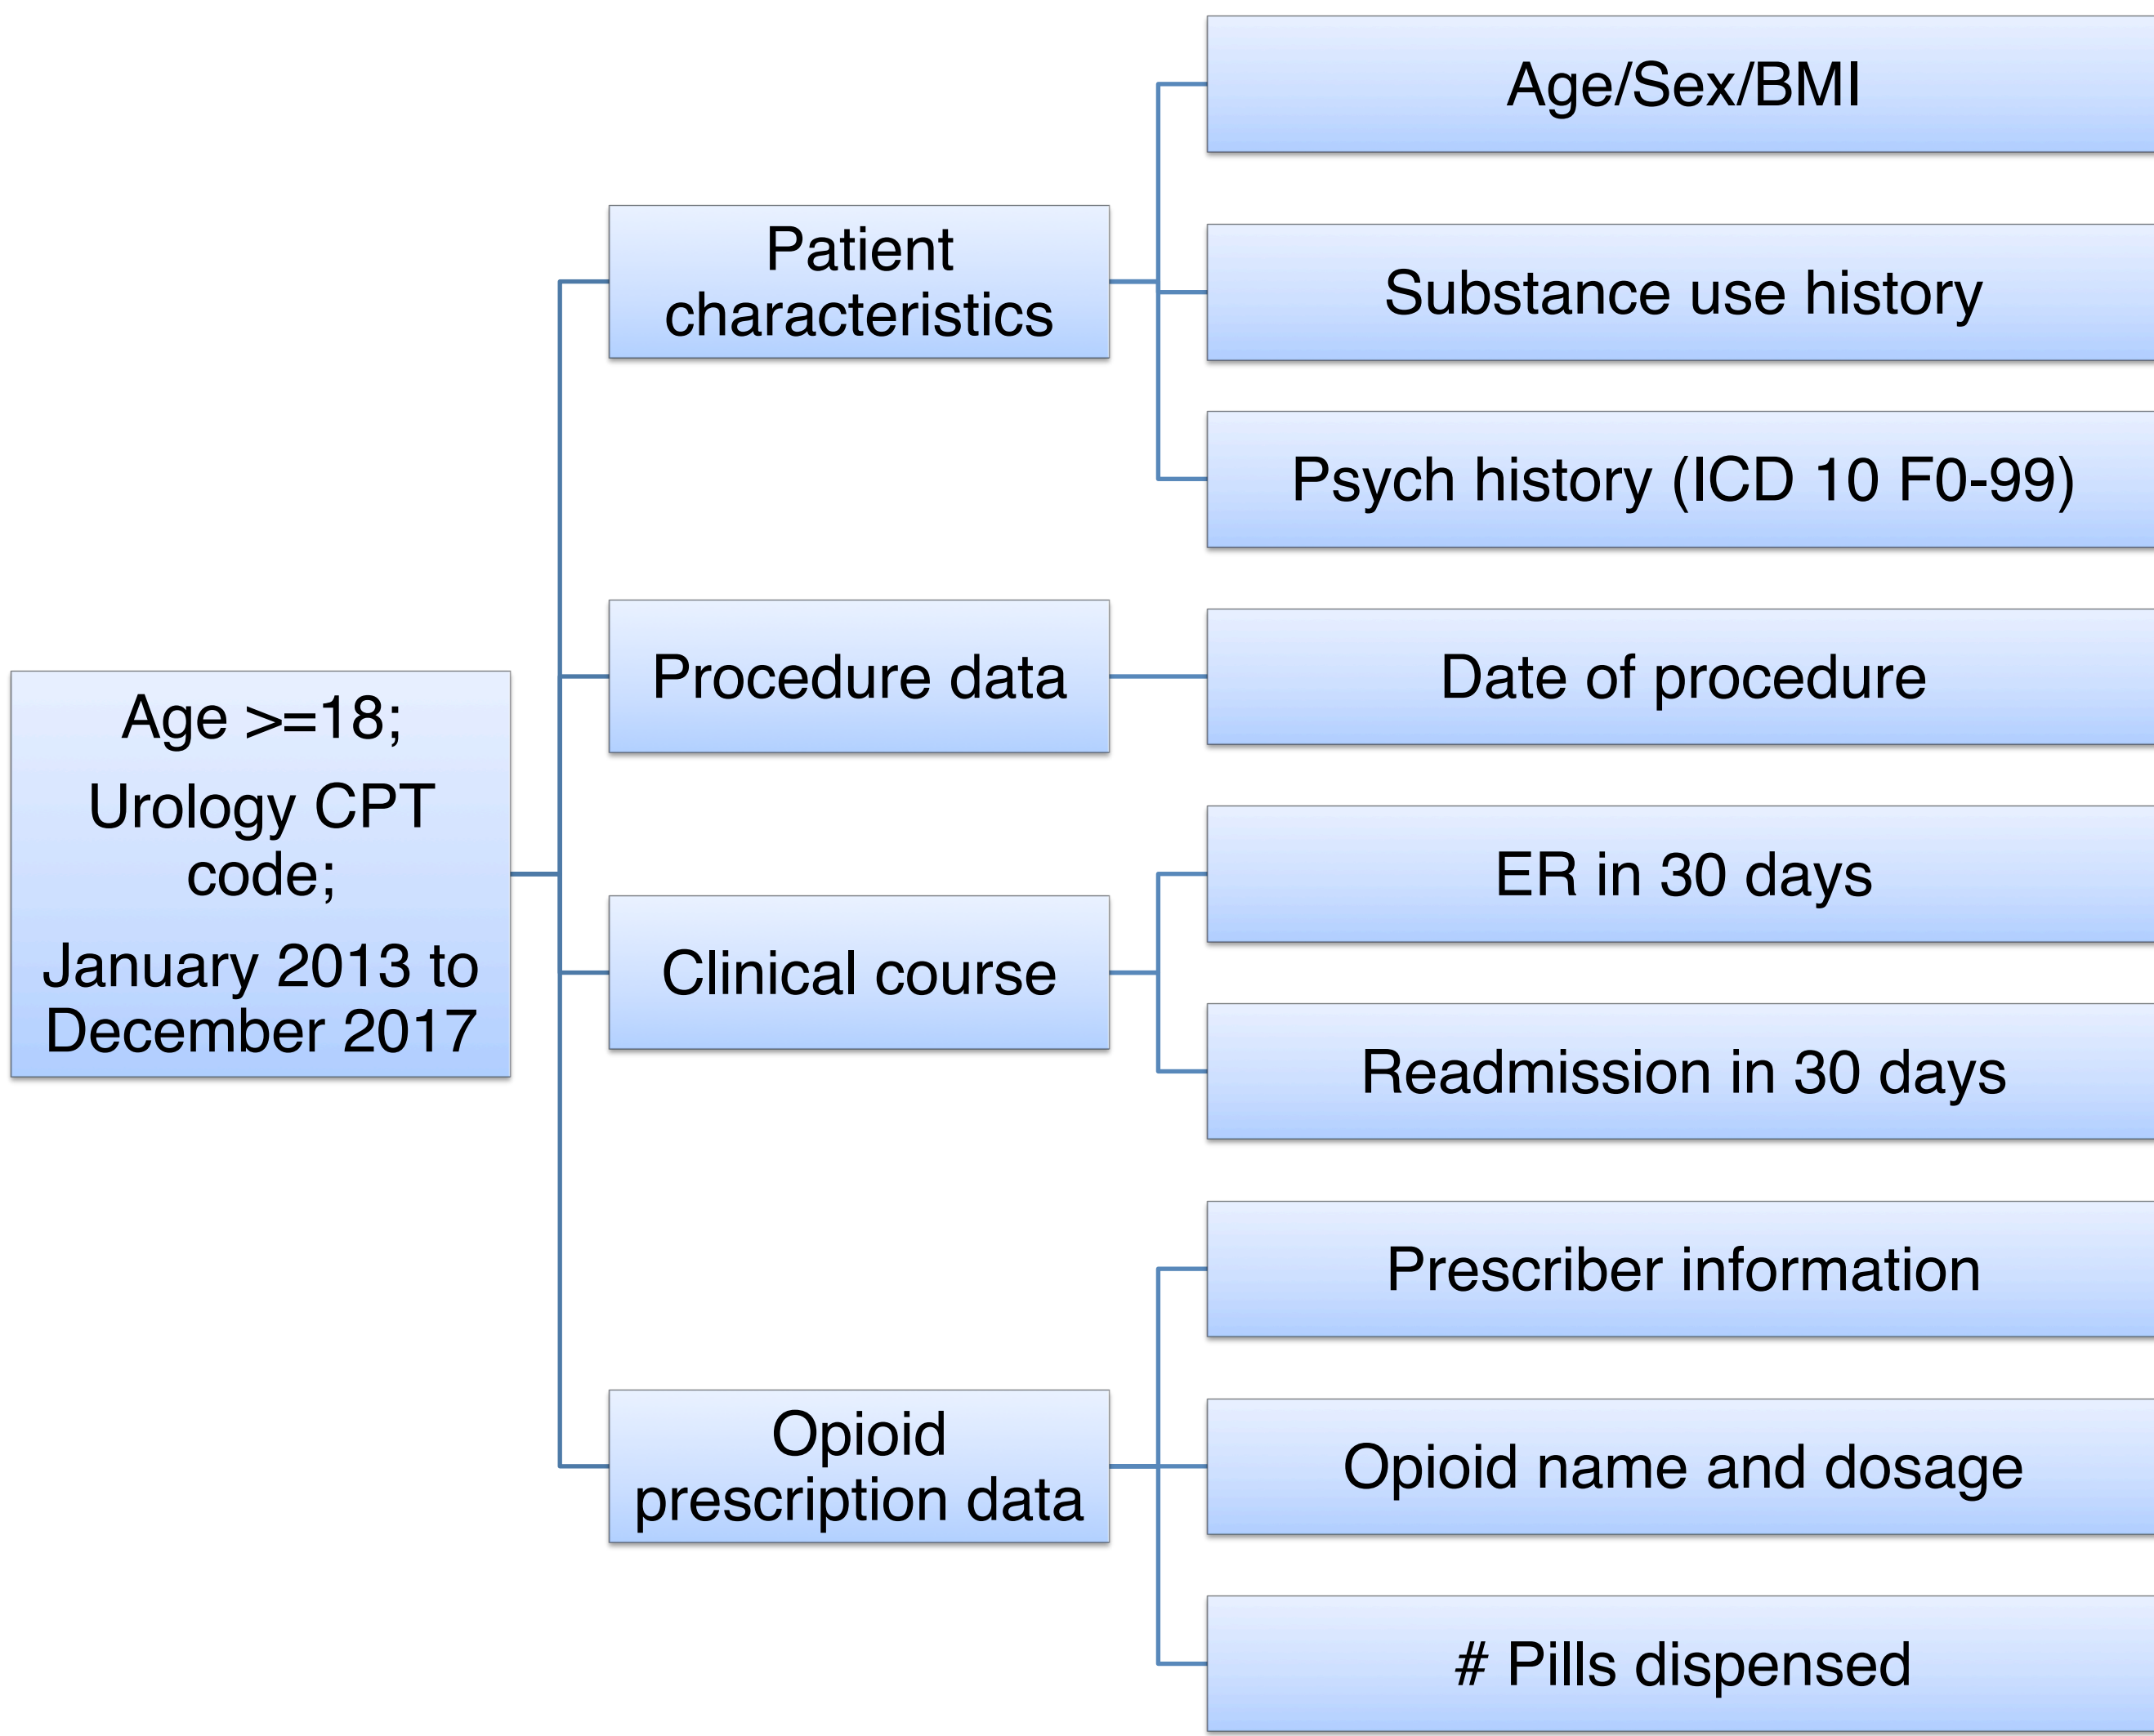 Age >=18;
Urology CPT
code;
January 2013 to
December 2017
Patient
characteristics
Age/Sex/BMI
Substance use history
Psych history (ICD 10 F0-99)
Procedure data
Date of procedure
Clinical course
ER in 30 days
Readmission in 30 days
Opioid
prescription data
Prescriber information
Opioid name and dosage
# Pills dispensed